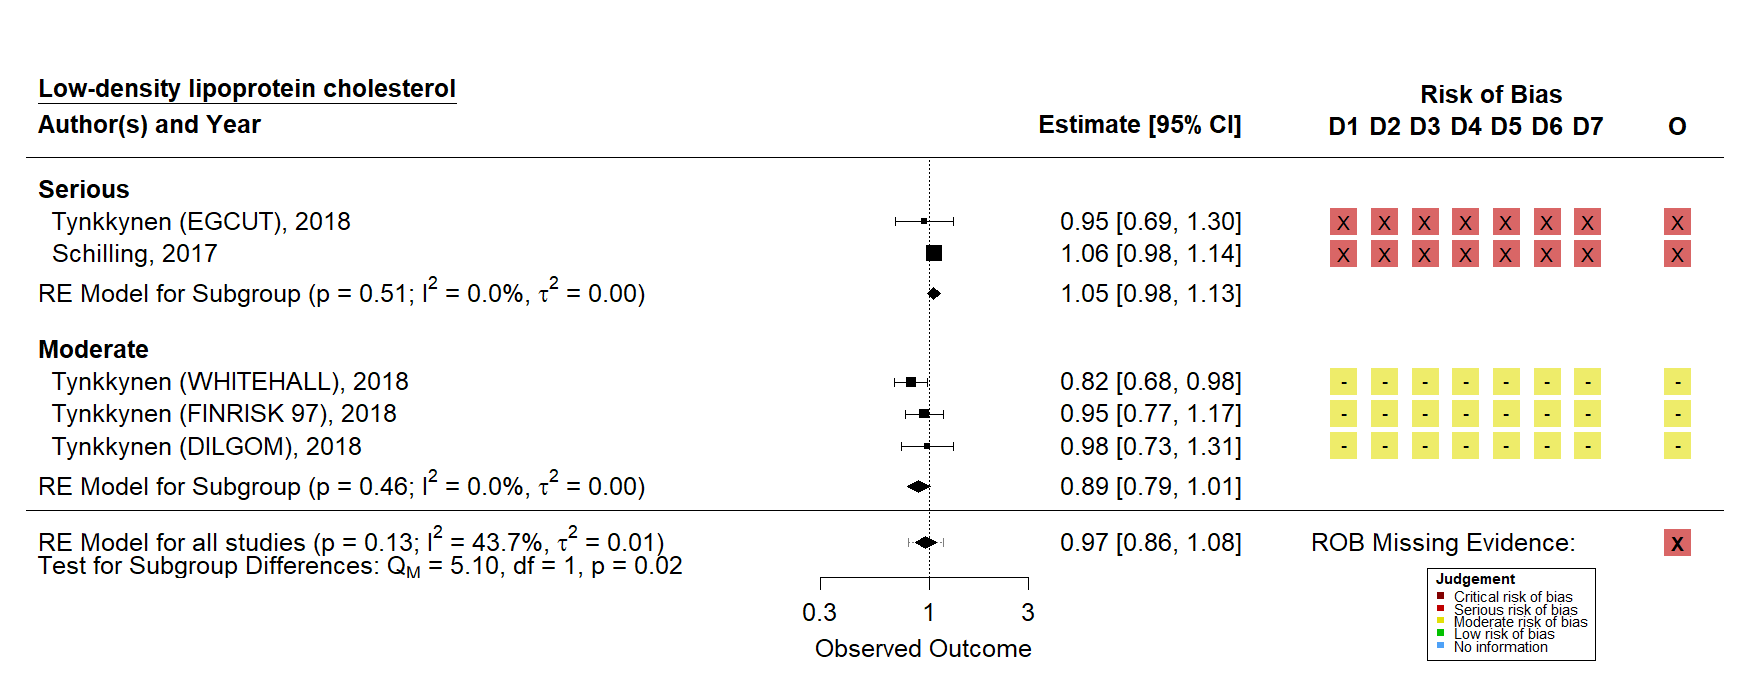 Low-density lipoprotein cholesterol
Risk of Bias
Author(s) and Year Estimate [95% CI] D1 D2 D3 D4 D5 D6 D7 O
Serious
Tynkkynen (EGCUT), 2018 0.95 [0.69, 1.30] X X X X X X X X
Schilling, 2017 1.06 [0.98, 1.14] X X X X X X X X
RE Model for Subgroup (p = 0.51; I² = 0.0%, τ² = 0.00) 1.05 [0.98, 1.13]
Moderate
Tynkkynen (WHITEHALL), 2018 0.82 [0.68, 0.98] - - - - - - - -
Tynkkynen (FINRISK 97), 2018 0.95 [0.77, 1.17] - - - - - - - -
Tynkkynen (DILGOM), 2018 0.98 [0.73, 1.31] - - - - - - - -
RE Model for Subgroup (p = 0.46; I² = 0.0%, τ² = 0.00) 0.89 [0.79, 1.01]
RE Model for all studies (p = 0.13; I² = 43.7%, τ² = 0.01) 0.97 [0.86, 1.08] ROB Missing Evidence: X
Test for Subgroup Differences: QM = 5.10, df = 1, p = 0.02
0.3 1 3
Observed Outcome
Judgement
Critical risk of bias
Serious risk of bias
Moderate risk of bias
Low risk of bias
No information